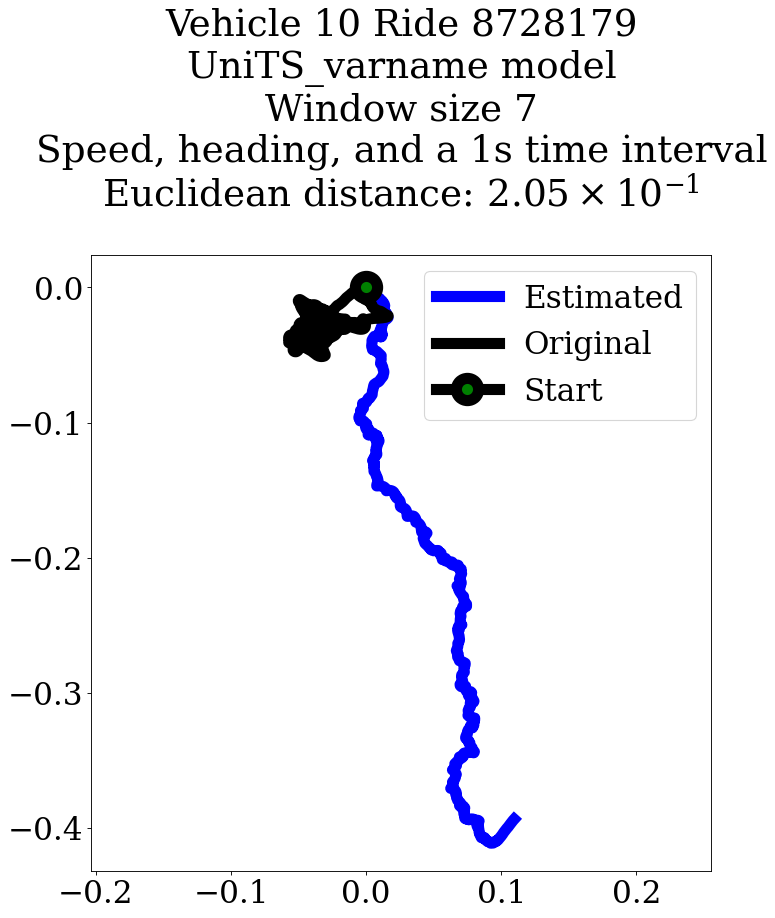 Vehicle 10 Ride 8728179
UniTS_varname model
Window size 7
Speed, heading, and a 1s time interval
Euclidean distance: 2.05 × 10⁻¹
Estimated
Original
Start
0.0
−0.1
−0.2
−0.3
−0.4
−0.2 −0.1 0.0 0.1 0.2